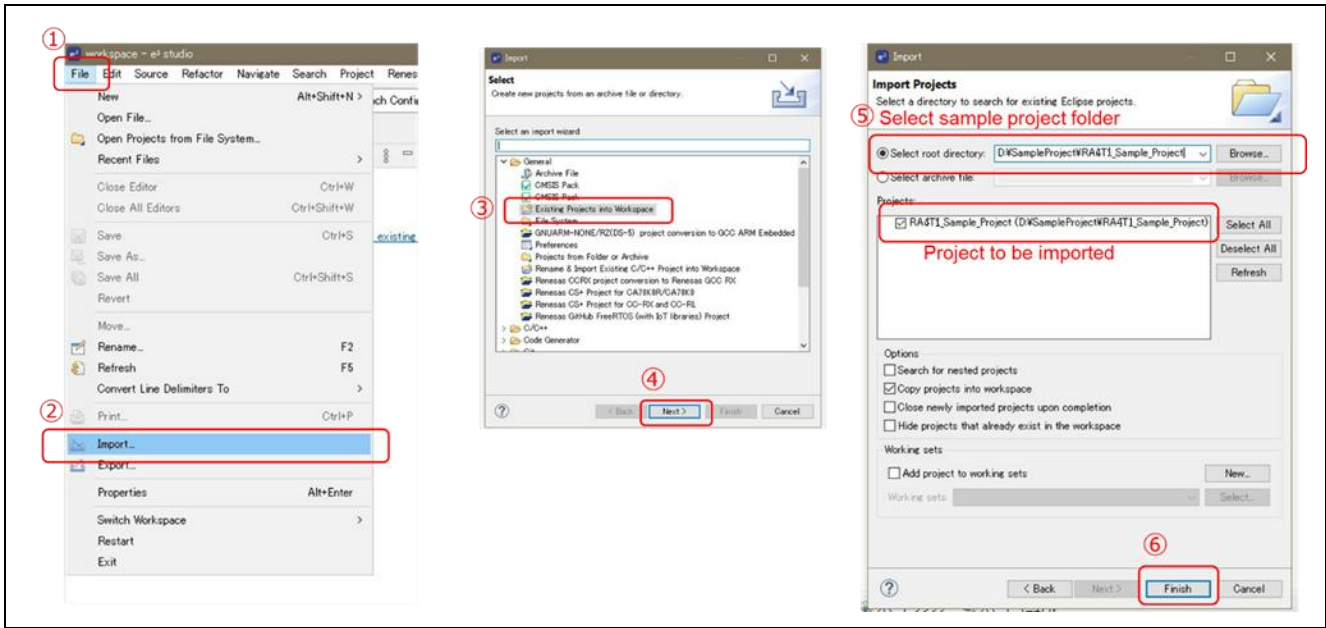 ①
workspace - e² studio
File Edit Source Refactor Navigate Search Project Renes
New Alt+Shift+N >
ch Config
Open File...
Open Projects from File System...
Recent Files >
Close Editor Ctrl+W
Close All Editors Ctrl+Shift+W
Save Ctrl+S
existing
Save As...
Save All Ctrl+Shift+S
Revert
Move...
Rename... F2
Refresh F5
Convert Line Delimiters To >
②
Print... Ctrl+P
Import...
Export...
Properties Alt+Enter
Switch Workspace >
Restart
Exit
Import
Select
Create new projects from an archive file or directory.
Select an import wizard
General
Archive File
CMSIS Pack
CMSIS Pack
③
Existing Projects into Workspace
File System
GNUARM-NONE/RZ(DS-5) project conversion to GCC ARM Embedded
Preferences
Projects from Folder or Archive
Rename & Import Existing C/C++ Project into Workspace
Renesas CCRX project conversion to Renesas GCC RX
Renesas CS+ Project for CA78K0R/CA78K0
Renesas CS+ Project for CC-RX and CC-RL
Renesas GitHub FreeRTOS (with IoT libraries) Project
> C/C++
> Code Generator
> Git
④
? < Back Next > Finish Cancel
Import
Import Projects
Select a directory to search for existing Eclipse projects.
⑤ Select sample project folder
Select root directory: D:¥SampleProject¥RA4T1_Sample_Project Browse...
Select archive file: Browse...
Projects:
RA4T1_Sample_Project (D:¥SampleProject¥RA4T1_Sample_Project) Select All
Project to be imported
Deselect All
Refresh
Options
Search for nested projects
Copy projects into workspace
Close newly imported projects upon completion
Hide projects that already exist in the workspace
Working sets
Add project to working sets New...
Working sets: Select...
⑥
? < Back Next > Finish Cancel